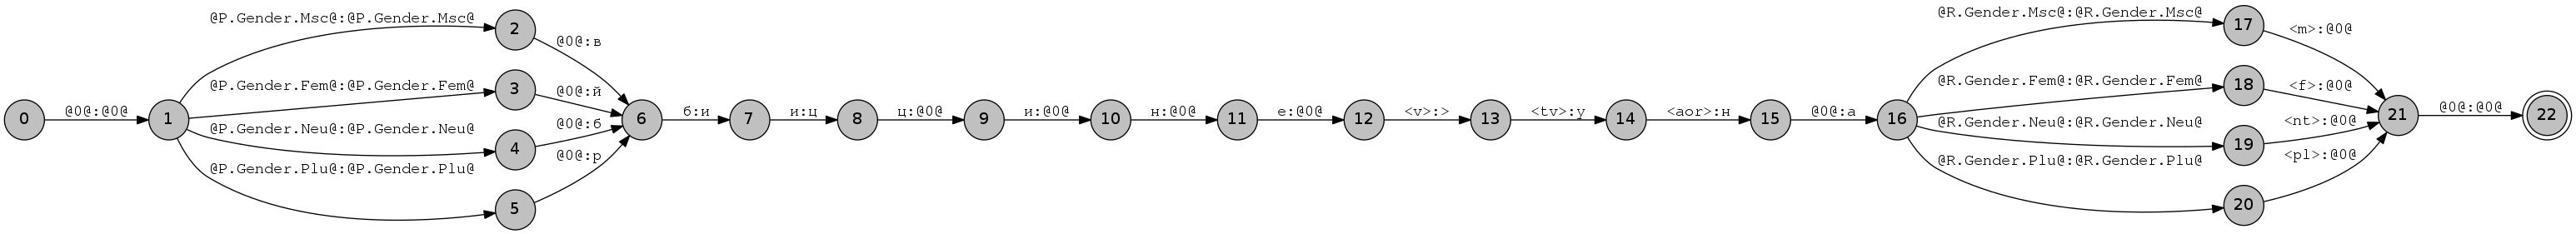 0
@0@:@0@
1
@P.Gender.Msc@:@P.Gender.Msc@
@P.Gender.Fem@:@P.Gender.Fem@
@P.Gender.Neu@:@P.Gender.Neu@
@P.Gender.Plu@:@P.Gender.Plu@
2
3
4
5
@0@:в
@0@:й
@0@:б
@0@:р
6
б:и
7
и:ц
8
ц:@0@
9
и:@0@
10
н:@0@
11
е:@0@
12
<v>:>
13
<tv>:у
14
<aor>:н
15
@0@:а
16
@R.Gender.Msc@:@R.Gender.Msc@
@R.Gender.Fem@:@R.Gender.Fem@
@R.Gender.Neu@:@R.Gender.Neu@
@R.Gender.Plu@:@R.Gender.Plu@
17
18
19
20
<m>:@0@
<f>:@0@
<nt>:@0@
<pl>:@0@
21
@0@:@0@
22